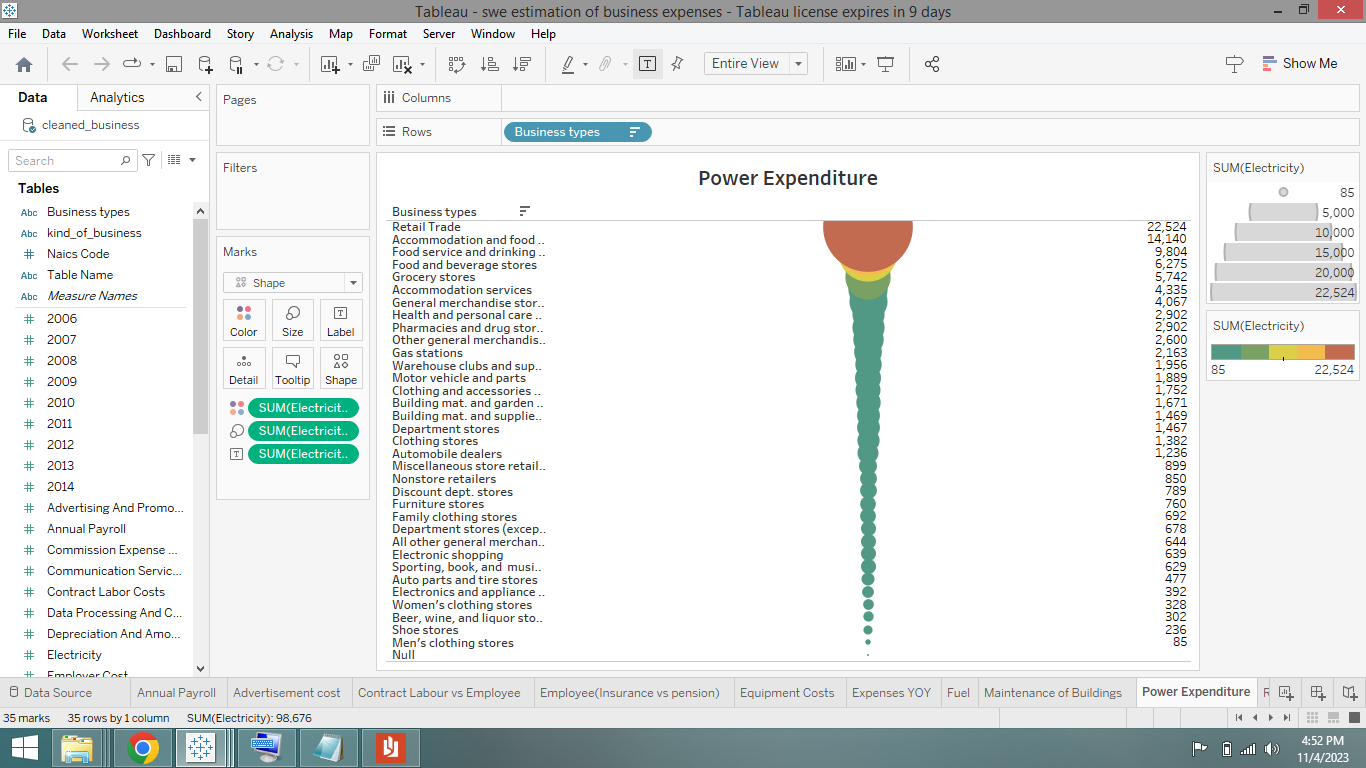 Tableau - swe estimation of business expenses - Tableau license expires in 9 days
File Data Worksheet Dashboard Story Analysis Map Format Server Window Help
Entire View
Show Me
Data Analytics
cleaned_business
Search
Tables
Abc Business types
Abc kind_of_business
# Naics Code
Abc Table Name
Abc Measure Names
# 2006
# 2007
# 2008
# 2009
# 2010
# 2011
# 2012
# 2013
# 2014
# Advertising And Promo...
# Annual Payroll
# Commission Expense ...
# Communication Servic...
# Contract Labor Costs
# Data Processing And C...
# Depreciation And Amo...
# Electricity
# Employer Cost
Pages
Filters
Marks
Shape
Color Size Label
Detail Tooltip Shape
SUM(Electricit..
SUM(Electricit..
SUM(Electricit..
Columns
Rows Business types
Power Expenditure
Business types
Retail Trade 22,524
Accommodation and food .. 14,140
Food service and drinking .. 9,804
Food and beverage stores 6,275
Grocery stores 5,742
Accommodation services 4,335
General merchandise stor.. 4,067
Health and personal care .. 2,902
Pharmacies and drug stor.. 2,902
Other general merchandis.. 2,600
Gas stations 2,163
Warehouse clubs and sup.. 1,956
Motor vehicle and parts 1,889
Clothing and accessories .. 1,752
Building mat. and garden .. 1,671
Building mat. and supplie.. 1,469
Department stores 1,467
Clothing stores 1,382
Automobile dealers 1,236
Miscellaneous store retail.. 899
Nonstore retailers 850
Discount dept. stores 789
Furniture stores 760
Family clothing stores 692
Department stores (excep.. 678
All other general merchan.. 644
Electronic shopping 639
Sporting, book, and musi.. 629
Auto parts and tire stores 477
Electronics and appliance .. 392
Women's clothing stores 328
Beer, wine, and liquor sto.. 302
Shoe stores 236
Men's clothing stores 85
Null
SUM(Electricity)
85
5,000
10,000
15,000
20,000
22,524
SUM(Electricity)
85 22,524
Data Source Annual Payroll Advertisement cost Contract Labour vs Employee Employee(Insurance vs pension) Equipment Costs Expenses YOY Fuel Maintenance of Buildings Power Expenditure
35 marks 35 rows by 1 column SUM(Electricity): 98,676
4:52 PM
11/4/2023